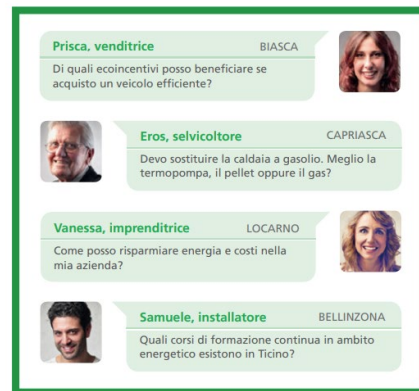 Prisca, venditrice BIASCA
Di quali ecoincentivi posso beneficiare se
acquisto un veicolo efficiente?
Eros, selvicoltore CAPRIASCA
Devo sostituire la caldaia a gasolio. Meglio la
termopompa, il pellet oppure il gas?
Vanessa, imprenditrice LOCARNO
Come posso risparmiare energia e costi nella
mia azienda?
Samuele, installatore BELLINZONA
Quali corsi di formazione continua in ambito
energetico esistono in Ticino?